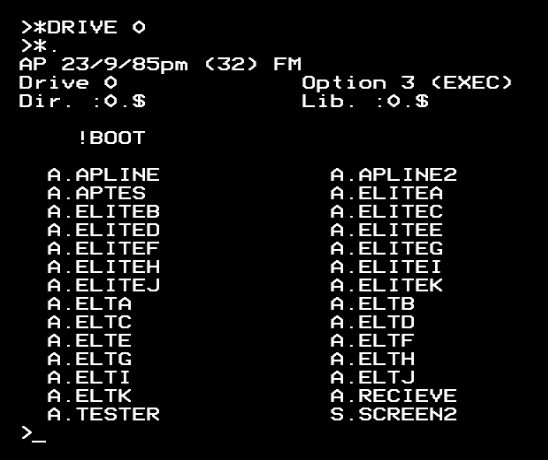 >*DRIVE 0
>*.
AP 23/9/85pm (32) FM
Drive 0 Option 3 (EXEC)
Dir. :0.$ Lib. :0.$
!BOOT
A.APLINE A.APLINE2
A.APTES A.ELITEA
A.ELITEB A.ELITEC
A.ELITED A.ELITEE
A.ELITEF A.ELITEG
A.ELITEH A.ELITEI
A.ELITEJ A.ELITEK
A.ELTA A.ELTB
A.ELTC A.ELTD
A.ELTE A.ELTF
A.ELTG A.ELTH
A.ELTI A.ELTJ
A.ELTK A.RECIEVE
A.TESTER S.SCREEN2
>_